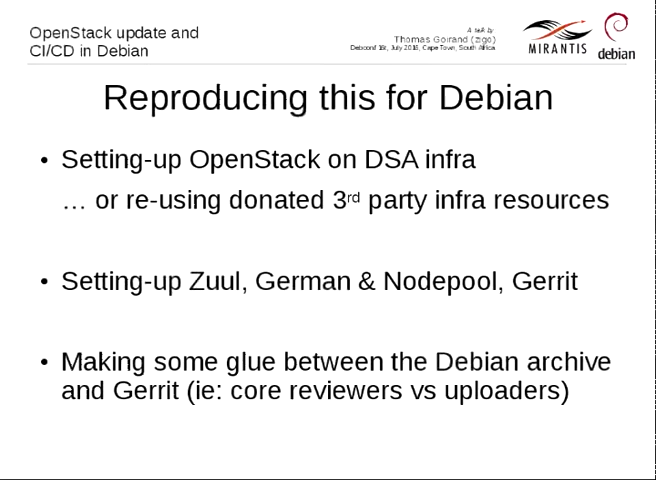 OpenStack update and
CI/CD in Debian
A talk by
Thomas Goirand (zigo)
Debconf 16t, July 2016, Cape Town, South Africa
MIRANTIS
debian
Reproducing this for Debian
• Setting-up OpenStack on DSA infra
… or re-using donated 3rd party infra resources
• Setting-up Zuul, German & Nodepool, Gerrit
• Making some glue between the Debian archive
and Gerrit (ie: core reviewers vs uploaders)